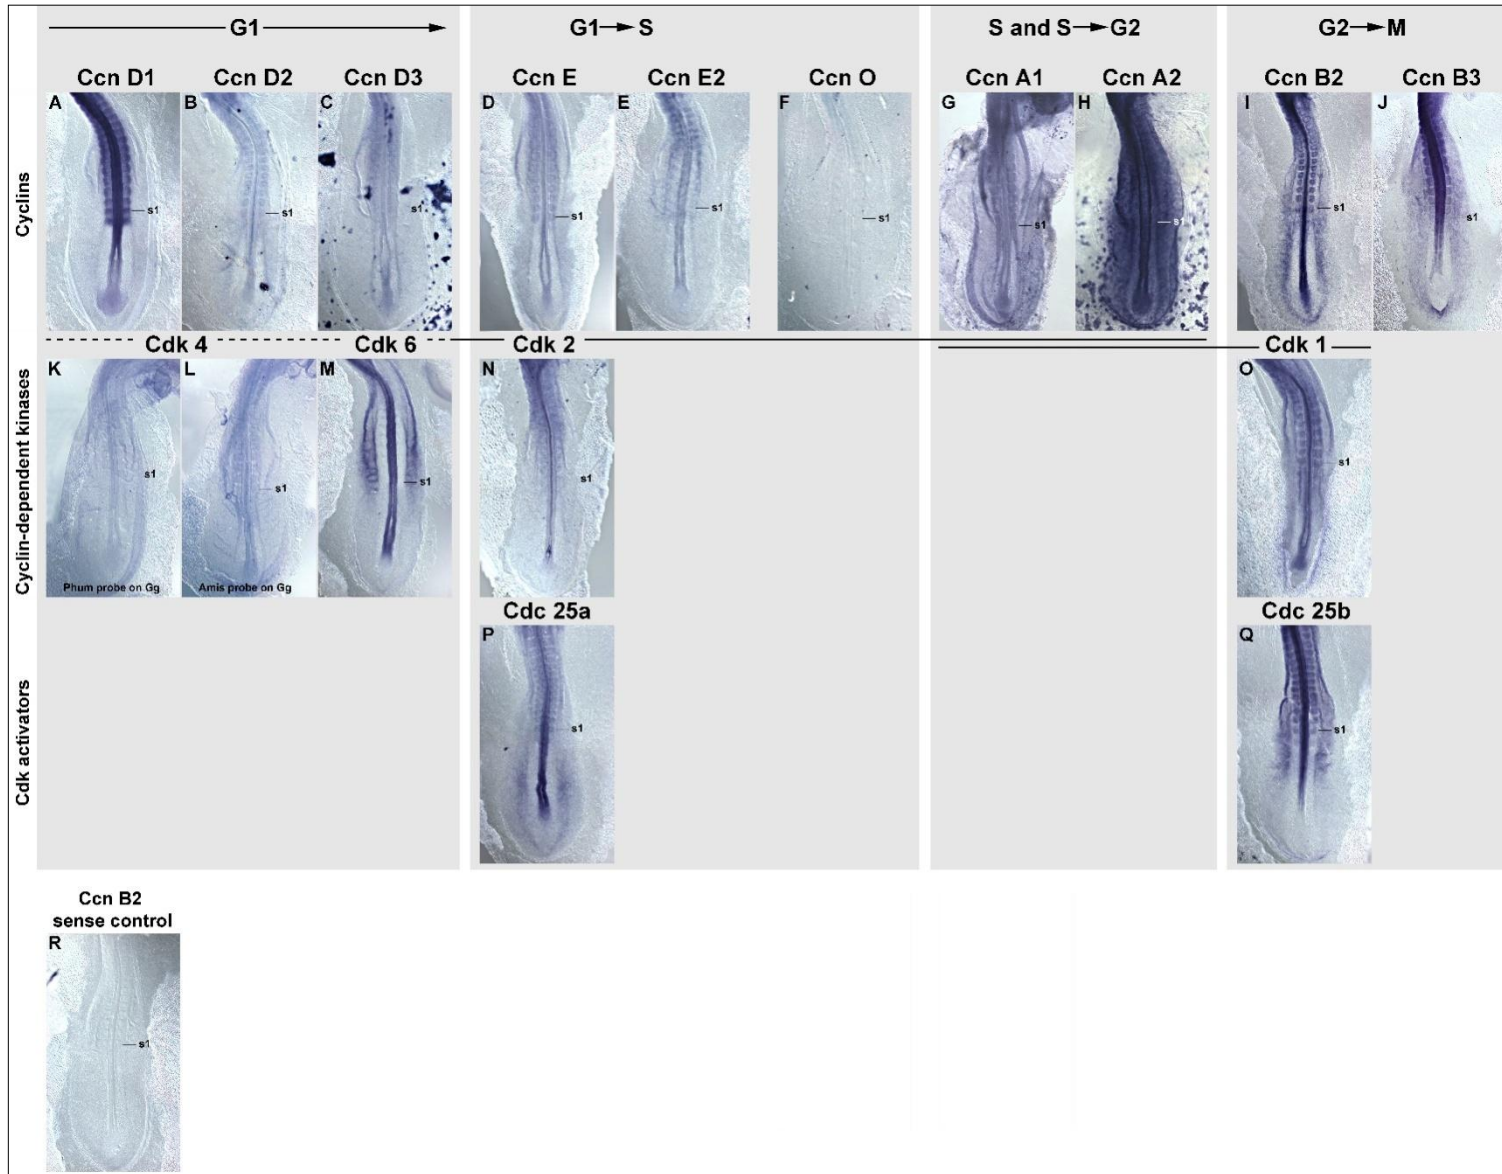 G1
G1 → S
S and S → G2
G2 → M
Ccn D1
Ccn D2
Ccn D3
Ccn E
Ccn E2
Ccn O
Ccn A1
Ccn A2
Ccn B2
Ccn B3
Cyclins
A
B
C
D
E
F
G
H
I
J
s1
s1
s1
s1
s1
s1
s1
s1
s1
s1
Cdk 4
Cdk 6
Cdk 2
Cdk 1
Cyclin-dependent kinases
K
L
M
N
O
s1
s1
s1
s1
s1
Phum probe on Gg
Amis probe on Gg
Cdc 25a
Cdc 25b
Cdk activators
P
Q
s1
s1
Ccn B2
sense control
R
s1